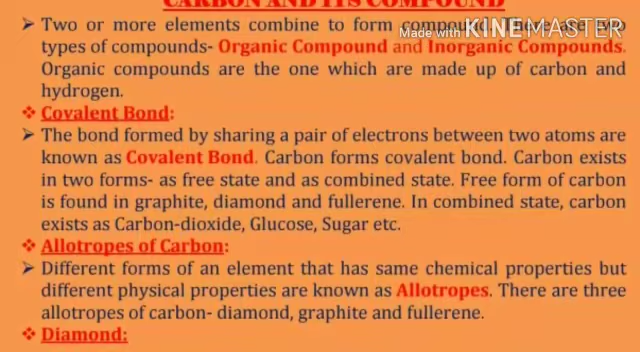 CARBON AND ITS COMPOUND
➢ Two or more elements combine to form compound. There are two
Made with KINEMASTER
types of compounds- Organic Compound and Inorganic Compounds.
Organic compounds are the one which are made up of carbon and
hydrogen.
❖ Covalent Bond:
➢ The bond formed by sharing a pair of electrons between two atoms are
known as Covalent Bond. Carbon forms covalent bond. Carbon exists
in two forms- as free state and as combined state. Free form of carbon
is found in graphite, diamond and fullerene. In combined state, carbon
exists as Carbon-dioxide, Glucose, Sugar etc.
❖ Allotropes of Carbon:
➢ Different forms of an element that has same chemical properties but
different physical properties are known as Allotropes. There are three
allotropes of carbon- diamond, graphite and fullerene.
❖ Diamond: